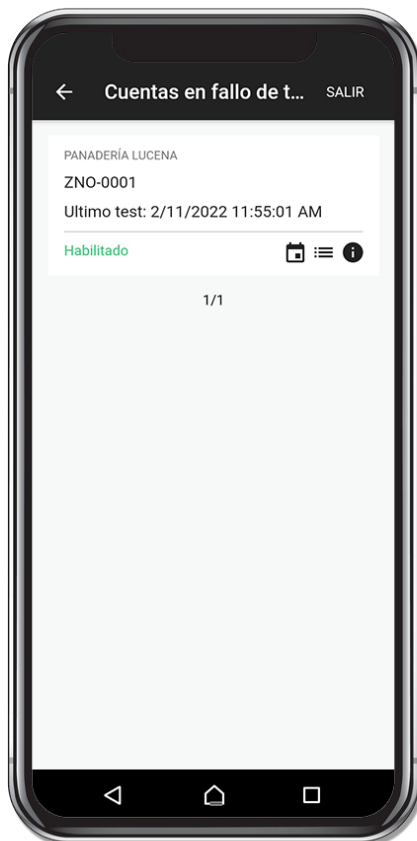 Cuentas en fallo de t... SALIR
PANADERÍA LUCENA
ZNO-0001
Ultimo test: 2/11/2022 11:55:01 AM
Habilitado
1/1